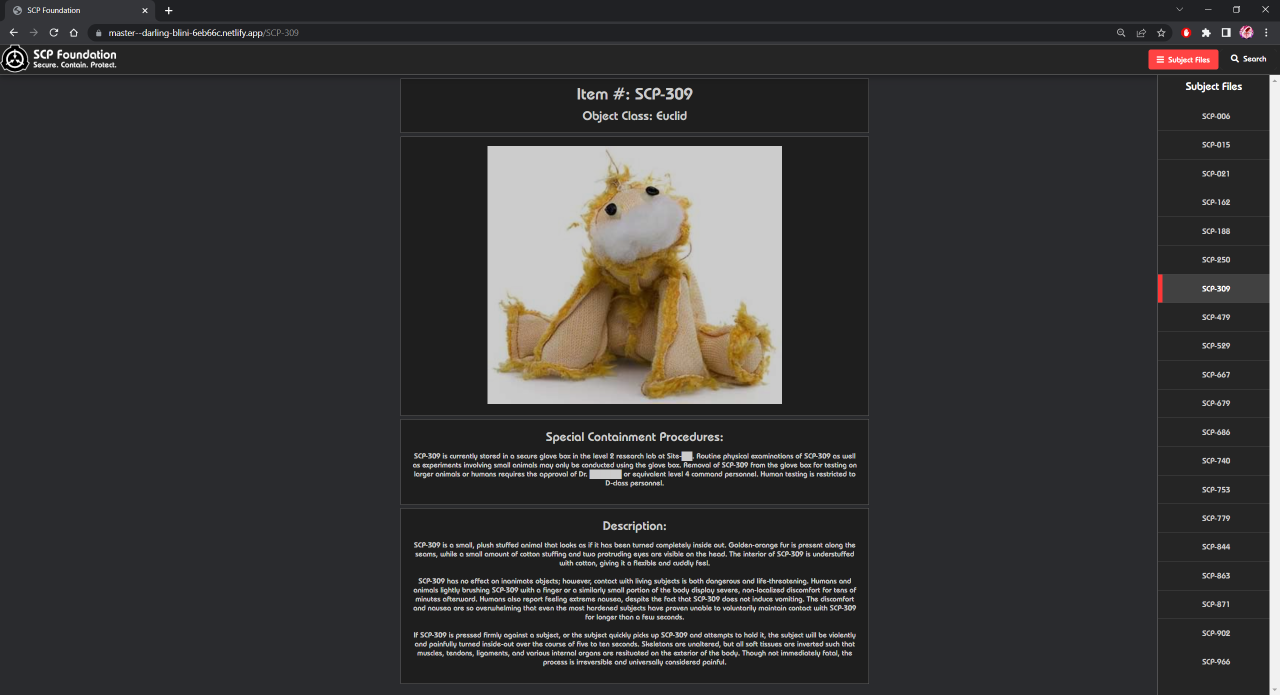 SCP Foundation
master--darling-blini-6eb66c.netlify.app/SCP-309
SCP Foundation
Secure. Contain. Protect.
Subject Files
Search
Item #: SCP-309
Object Class: Euclid
Special Containment Procedures:
SCP-309 is currently stored in a secure glove box in the level 2 research lab at Site-██. Routine physical examinations of SCP-309 as well
as experiments involving small animals may only be conducted using the glove box. Removal of SCP-309 from the glove box for testing on
larger animals or humans requires the approval of Dr. ██████ or equivalent level 4 command personnel. Human testing is restricted to
D-class personnel.
Description:
SCP-309 is a small, plush stuffed animal that looks as if it has been turned completely inside out. Golden-orange fur is present along the
seams, while a small amount of cotton stuffing and two protruding eyes are visible on the head. The interior of SCP-309 is understuffed
with cotton, giving it a flexible and cuddly feel.
SCP-309 has no effect on inanimate objects; however, contact with living subjects is both dangerous and life-threatening. Humans and
animals lightly brushing SCP-309 with a finger or a similarly small portion of the body display severe, non-localized discomfort for tens of
minutes afterward. Humans also report feeling extreme nausea, despite the fact that SCP-309 does not induce vomiting. The discomfort
and nausea are so overwhelming that even the most hardened subjects have proven unable to voluntarily maintain contact with SCP-309
for longer than a few seconds.
If SCP-309 is pressed firmly against a subject, or the subject quickly picks up SCP-309 and attempts to hold it, the subject will be violently
and painfully turned inside-out over the course of five to ten seconds. Skeletons are unaltered, but all soft tissues are inverted such that
muscles, tendons, ligaments, and various internal organs are resituated on the exterior of the body. Though not immediately fatal, the
process is irreversible and universally considered painful.
Subject Files
SCP-006
SCP-015
SCP-021
SCP-162
SCP-188
SCP-250
SCP-309
SCP-479
SCP-529
SCP-667
SCP-679
SCP-686
SCP-740
SCP-753
SCP-779
SCP-844
SCP-863
SCP-871
SCP-902
SCP-966